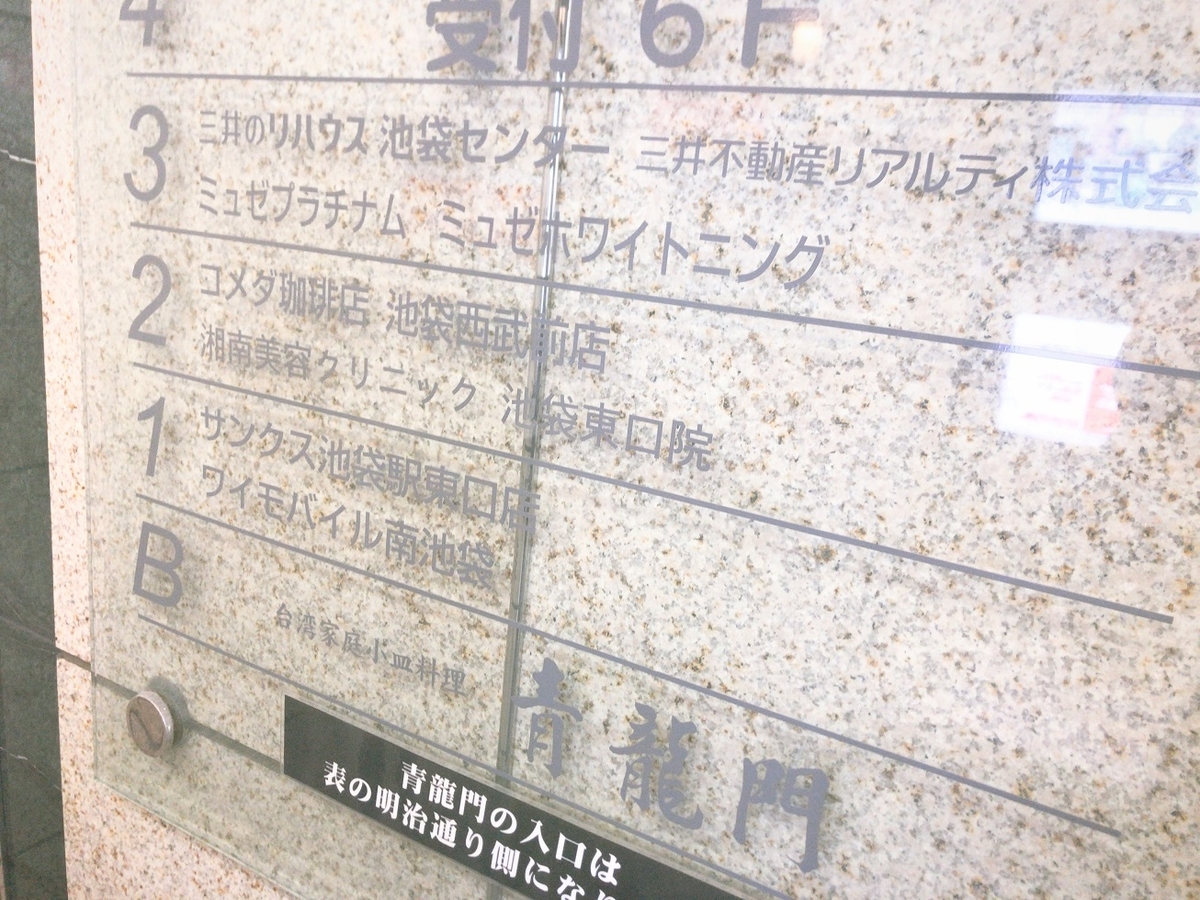 4 受付 6F
3 三井のリハウス 池袋センター 三井不動産リアルティ株式会
ミュゼプラチナム ミュゼホワイトニング
2 コメダ珈琲店 池袋西武前店
湘南美容クリニック 池袋東口院
1 サンクス池袋駅東口店
ワイモバイル南池袋
B 台湾家庭小皿料理 青龍門
青龍門の入口は
表の明治通り側になり